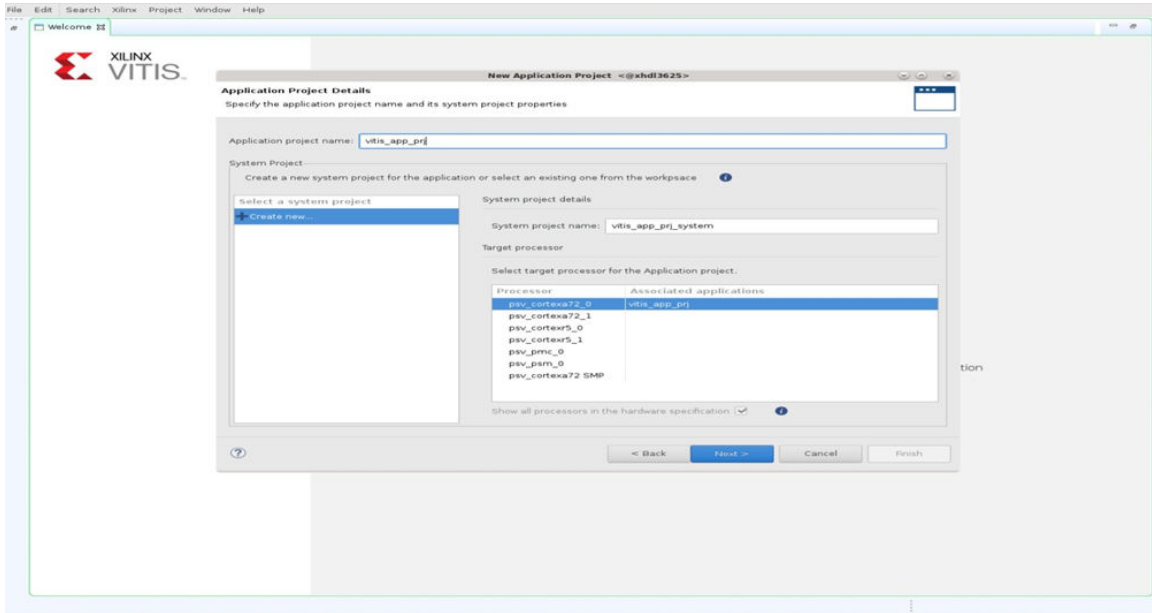 File Edit Search Xilinx Project Window Help
Welcome
XILINX
VITIS
New Application Project <@xhdl3625>
Application Project Details
Specify the application project name and its system project properties
Application project name: vitis_app_prj
System Project
Create a new system project for the application or select an existing one from the workpsace
Select a system project
Create new...
System project details
System project name: vitis_app_prj_system
Target processor
Select target processor for the Application project.
Processor Associated applications
psv_cortexa72_0 vitis_app_prj
psv_cortexa72_1
psv_cortexr5_0
psv_cortexr5_1
psv_pmc_0
psv_psm_0
psv_cortexa72 SMP
Show all processors in the hardware specification
tion
< Back Next > Cancel Finish